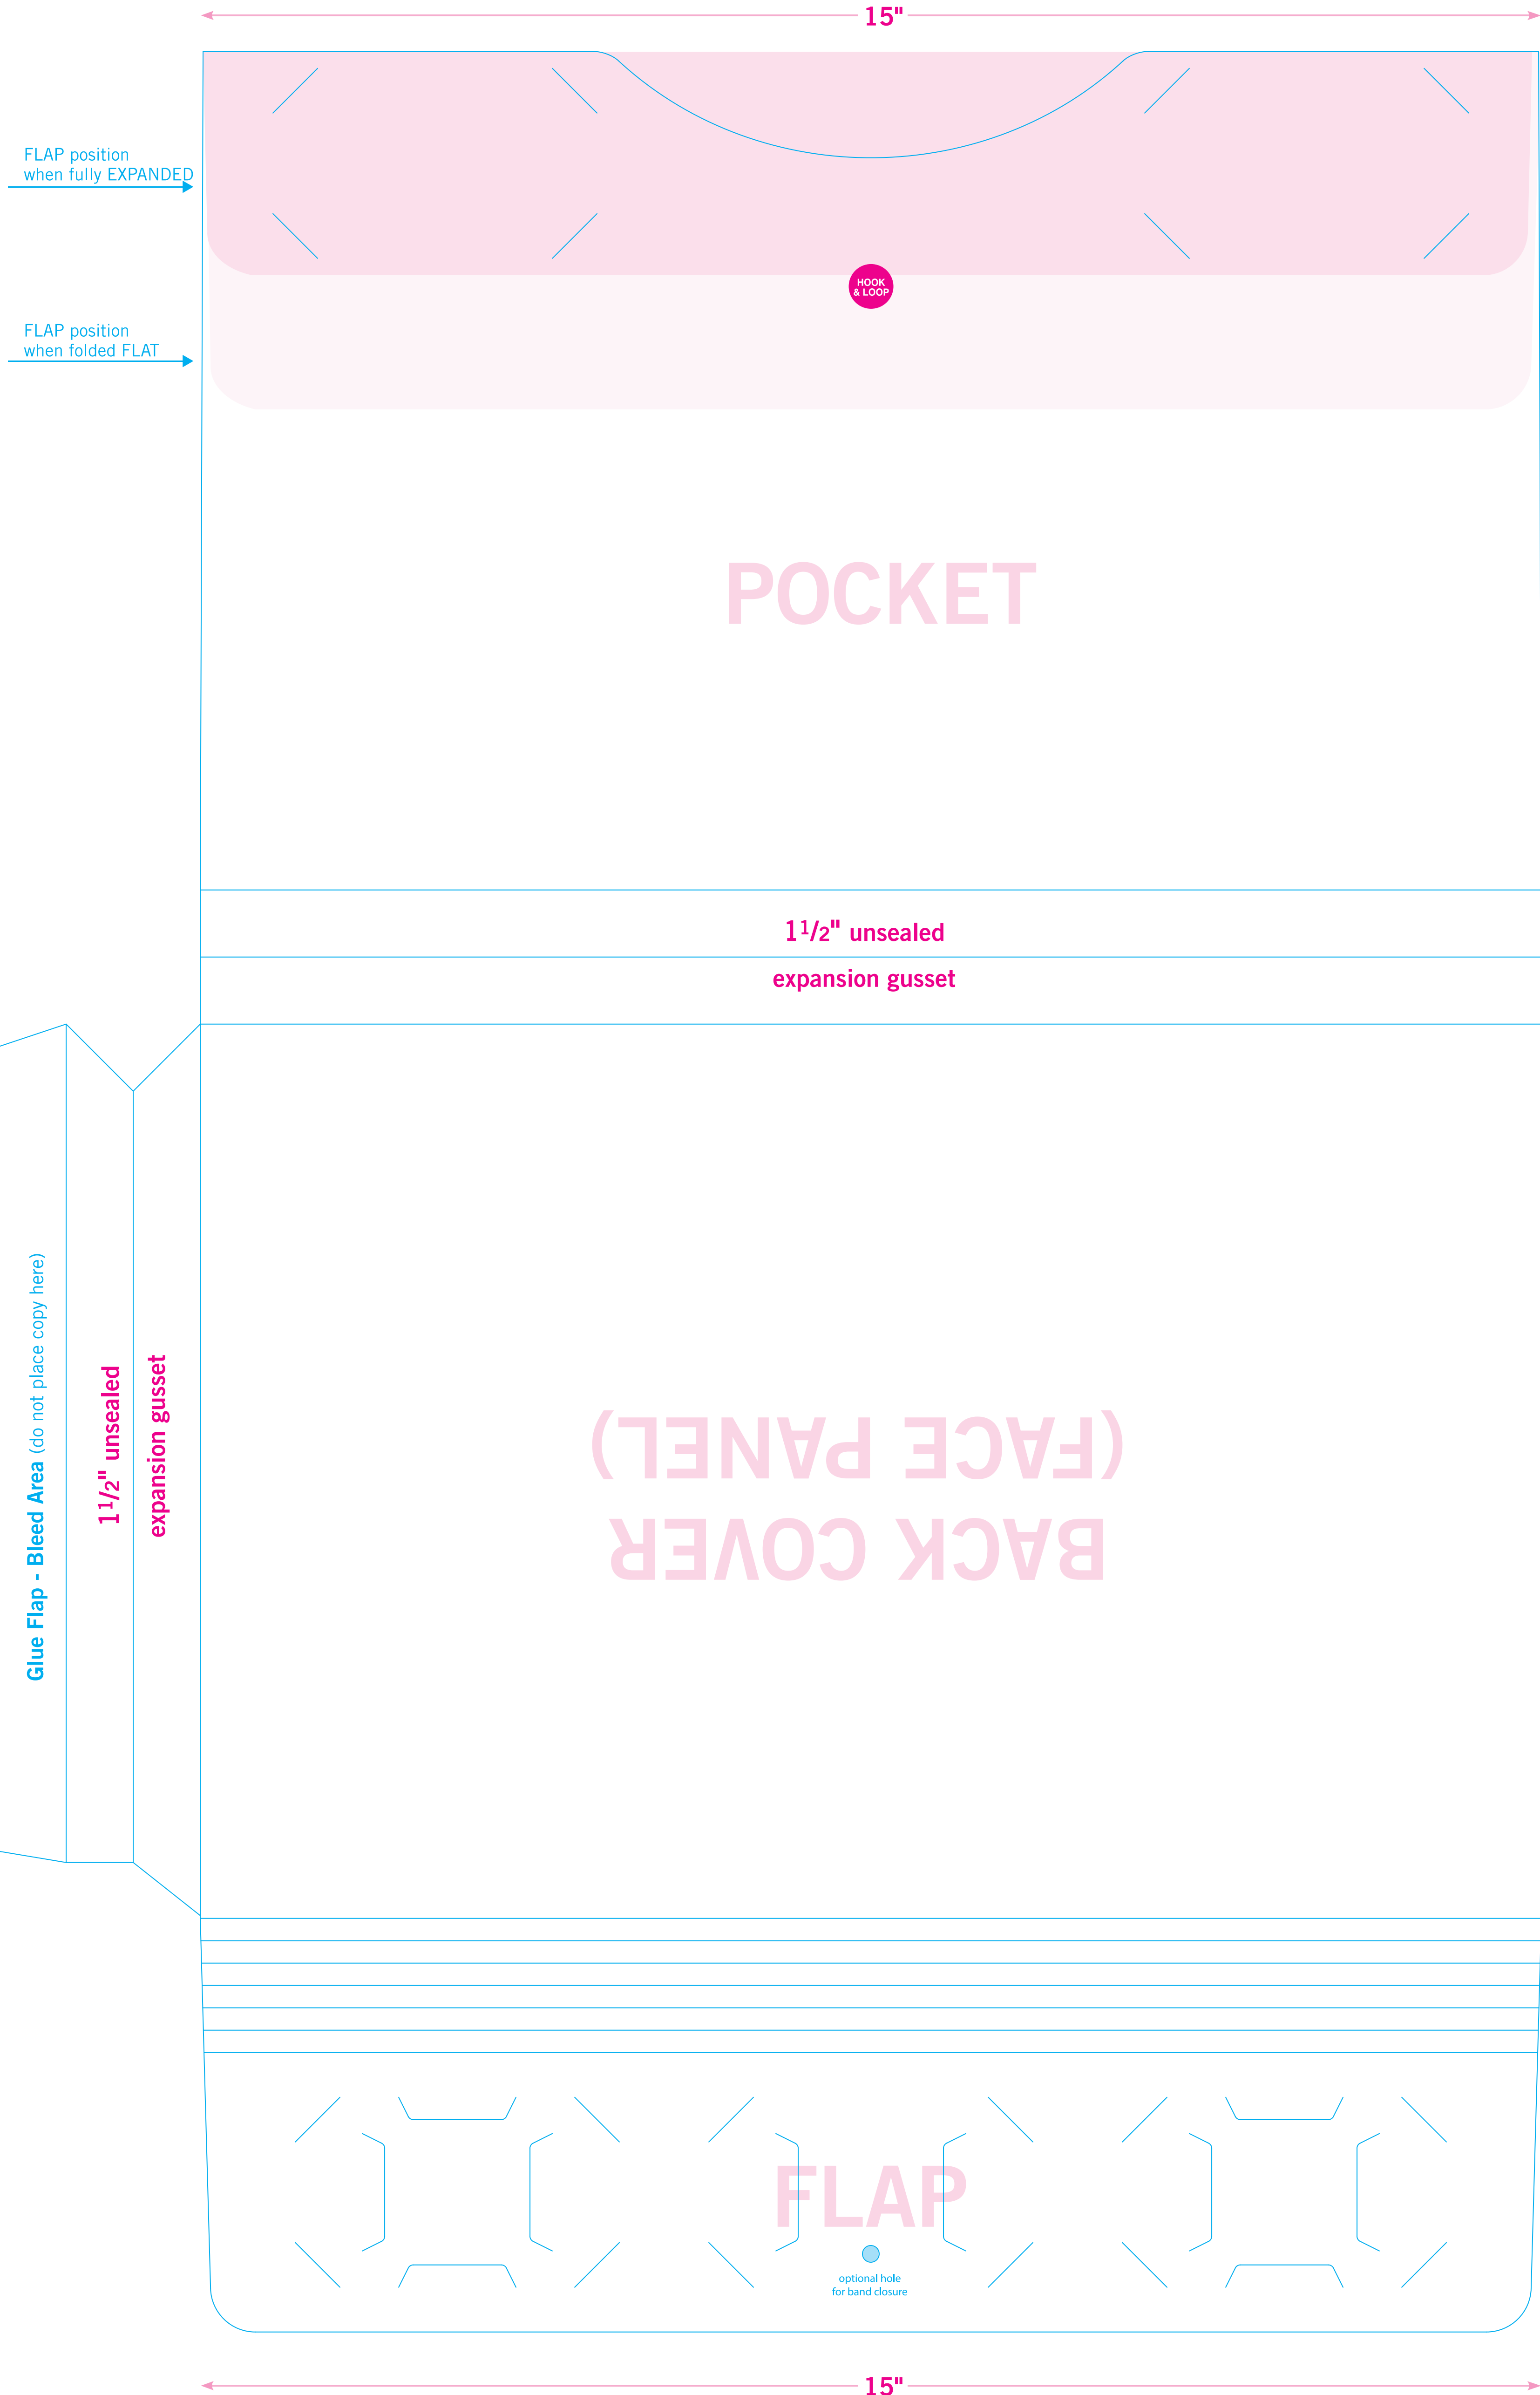 15"
FLAP position
when fully EXPANDED
HOOK
& LOOP
FLAP position
when folded FLAT
POCKET
1 1/2" unsealed
expansion gusset
Glue Flap - Bleed Area (do not place copy here)
1 1/2" unsealed
expansion gusset
BACK COVER
(FACE PANEL)
FLAP
optional hole
for band closure
15"